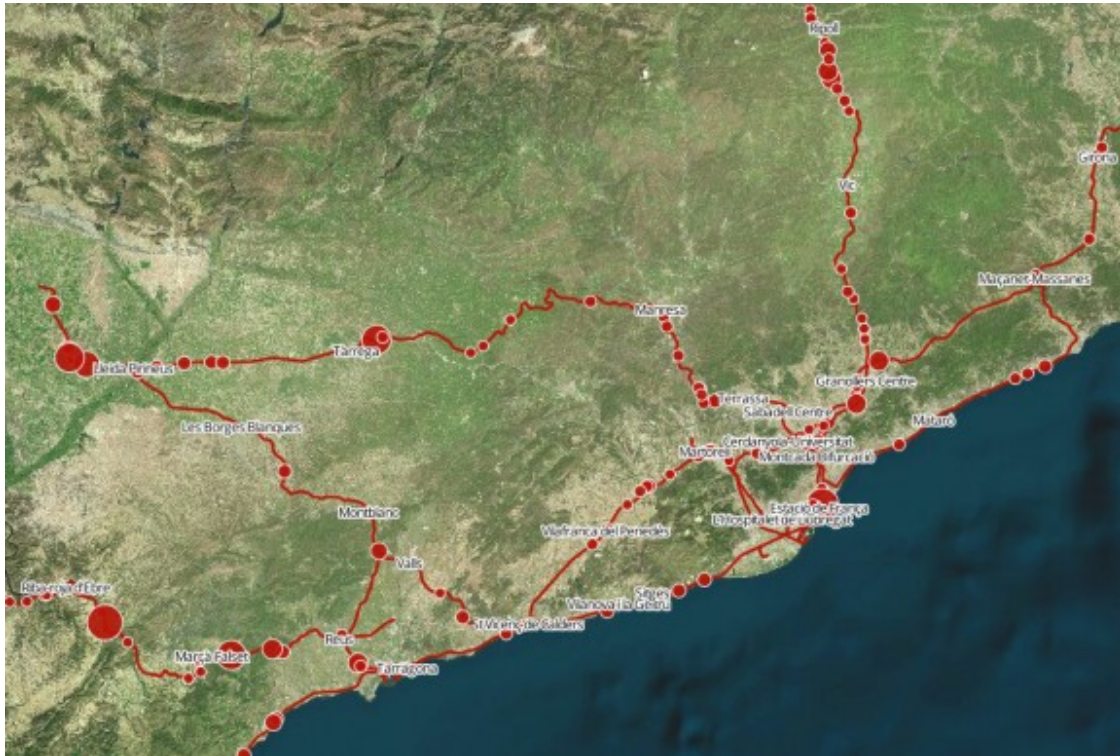 Ripoll
Girona
Vic
Maçanet-Massanes
Manresa
Tàrrega
Lleida Pirineus
Granollers Centre
Terrassa
Sabadell Centre
Mataró
Les Borges Blanques
Cerdanyola-Universitat
Martorell
Montcada Bifurcació
Montblanc
Estació de França
L'Hospitalet de Llobregat
Vilafranca del Penedès
Valls
Riba-roja d'Ebre
Sitges
Vilanova i la Geltrú
St Vicenç de Calders
Reus
Marçà Falset
Tarragona